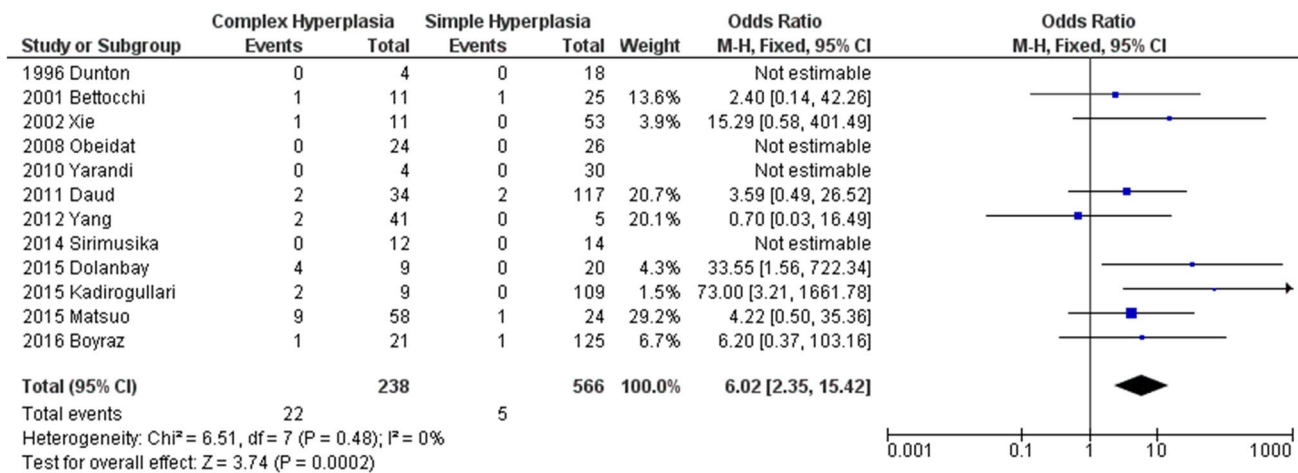 Complex Hyperplasia Simple Hyperplasia Odds Ratio Odds Ratio
Study or Subgroup Events Total Events Total Weight M-H, Fixed, 95% CI M-H, Fixed, 95% CI
1996 Dunton 0 4 0 18 Not estimable
2001 Bettocchi 1 11 1 25 13.6% 2.40 [0.14, 42.26]
2002 Xie 1 11 0 53 3.9% 15.29 [0.58, 401.49]
2008 Obeidat 0 24 0 26 Not estimable
2010 Yarandi 0 4 0 30 Not estimable
2011 Daud 2 34 2 117 20.7% 3.59 [0.49, 26.52]
2012 Yang 2 41 0 5 20.1% 0.70 [0.03, 16.49]
2014 Sirimusika 0 12 0 14 Not estimable
2015 Dolanbay 4 9 0 20 4.3% 33.55 [1.56, 722.34]
2015 Kadirogullari 2 9 0 109 1.5% 73.00 [3.21, 1661.78]
2015 Matsuo 9 58 1 24 29.2% 4.22 [0.50, 35.36]
2016 Boyraz 1 21 1 125 6.7% 6.20 [0.37, 103.16]
Total (95% CI) 238 566 100.0% 6.02 [2.35, 15.42]
Total events 22 5
Heterogeneity: Chi² = 6.51, df = 7 (P = 0.48); I² = 0%
Test for overall effect: Z = 3.74 (P = 0.0002)
0.001 0.1 1 10 1000